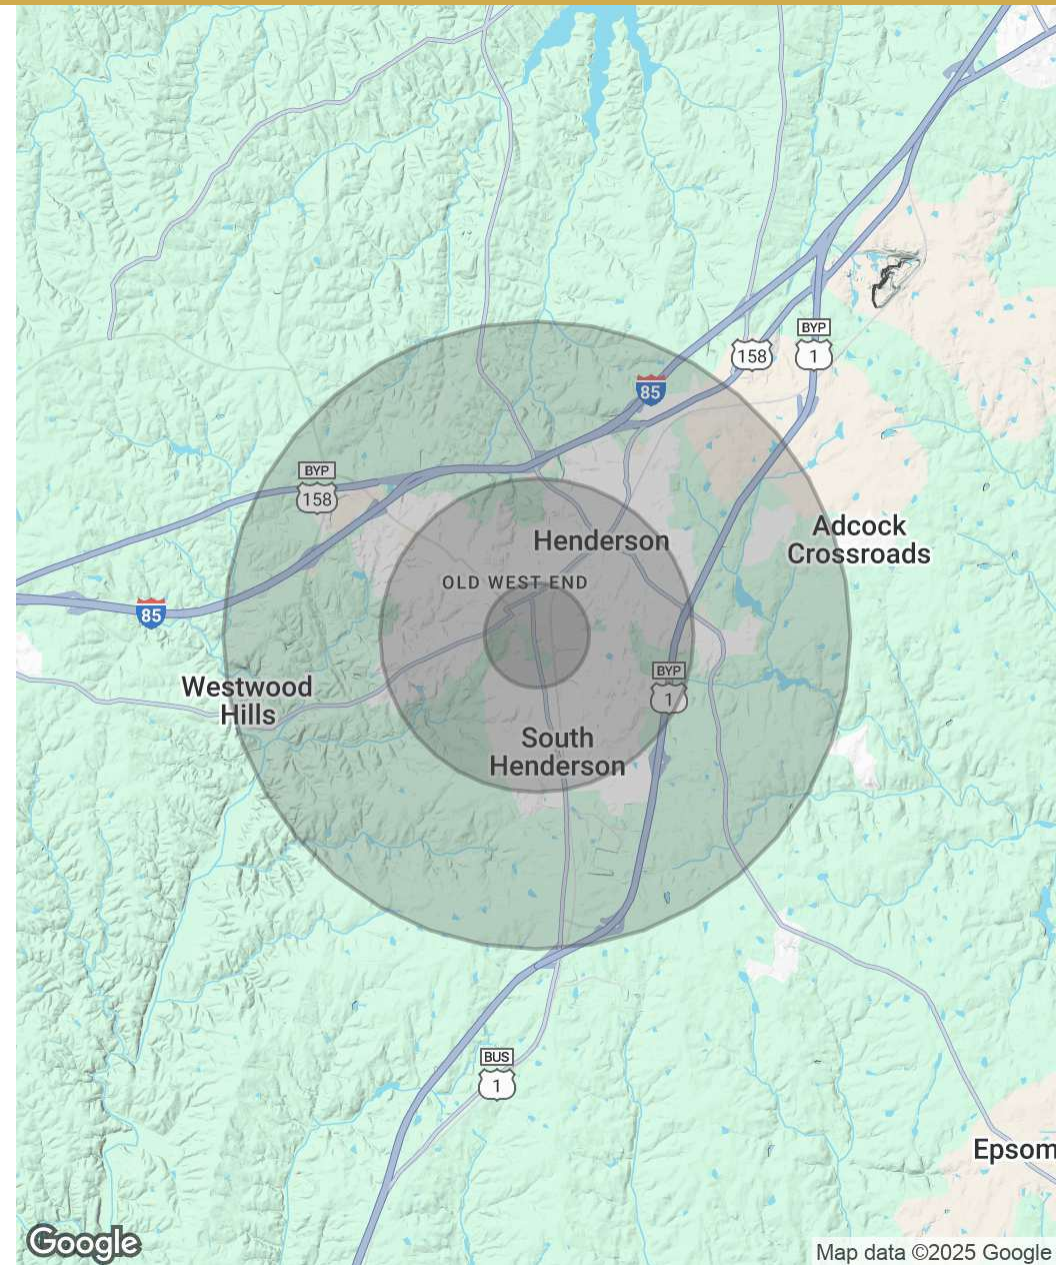 BYP
158
1
85
BYP
158
Henderson
Adcock
Crossroads
OLD WEST END
85
BYP
1
Westwood
Hills
South
Henderson
BUS
1
Epsom
Google
Map data ©2025 Google